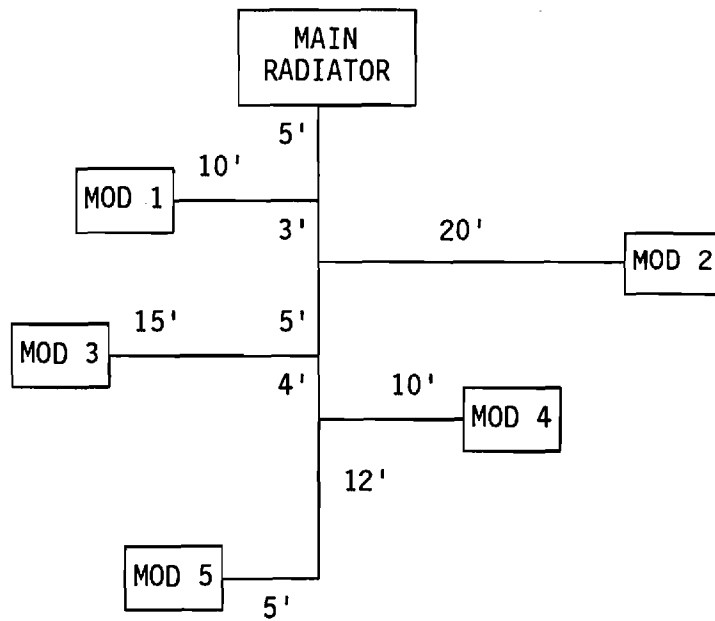 MAIN
RADIATOR
5'
10'
MOD 1
3'
20'
MOD 2
15'
5'
MOD 3
4'
10'
MOD 4
12'
MOD 5
5'